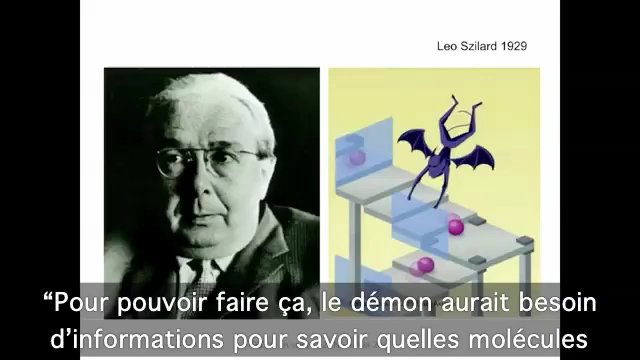 Leo Szilard 1929
“Pour pouvoir faire ça, le démon aurait besoin
d’informations pour savoir quelles molécules